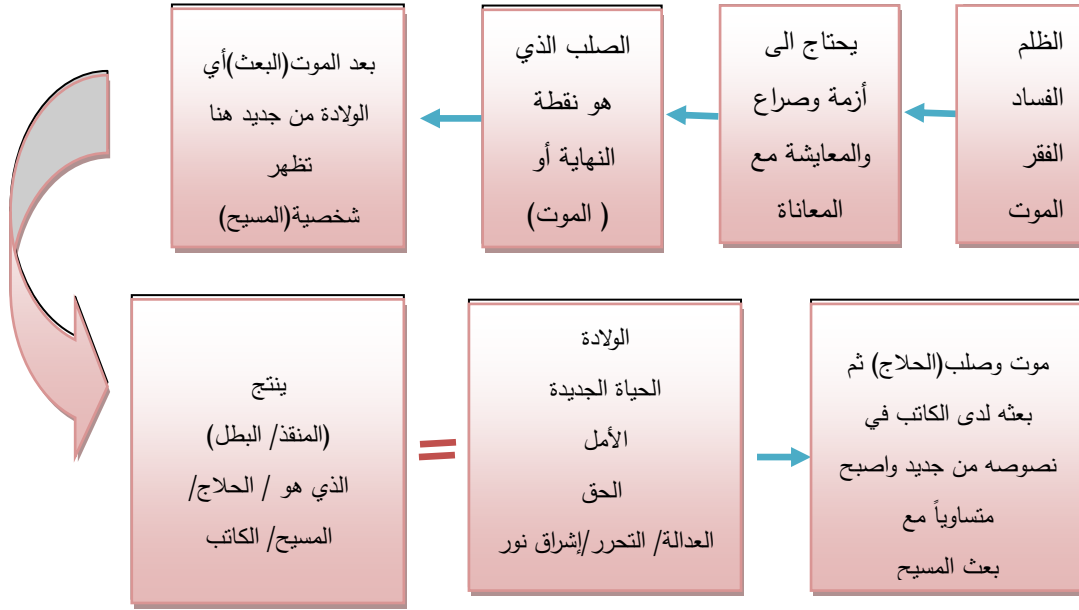 الظلم
الفساد
الفقر
الموت
يحتاج الى
أزمة وصراع
والمعايشة مع
المعاناة
الصلب الذي
هو نقطة
النهاية أو
( الموت)
بعد الموت(البعث)أي
الولادة من جديد هنا
تظهر
شخصية(المسيح)
ينتج
(المنقذ/ البطل)
الذي هو / الحلاج/
المسيح/ الكاتب
=
الولادة
الحياة الجديدة
الأمل
الحق
العدالة/ التحرر/إشراق نور
موت وصلب(الحلاج) ثم
بعثه لدى الكاتب في
نصوصه من جديد واصبح
متساوياً مع
بعث المسيح